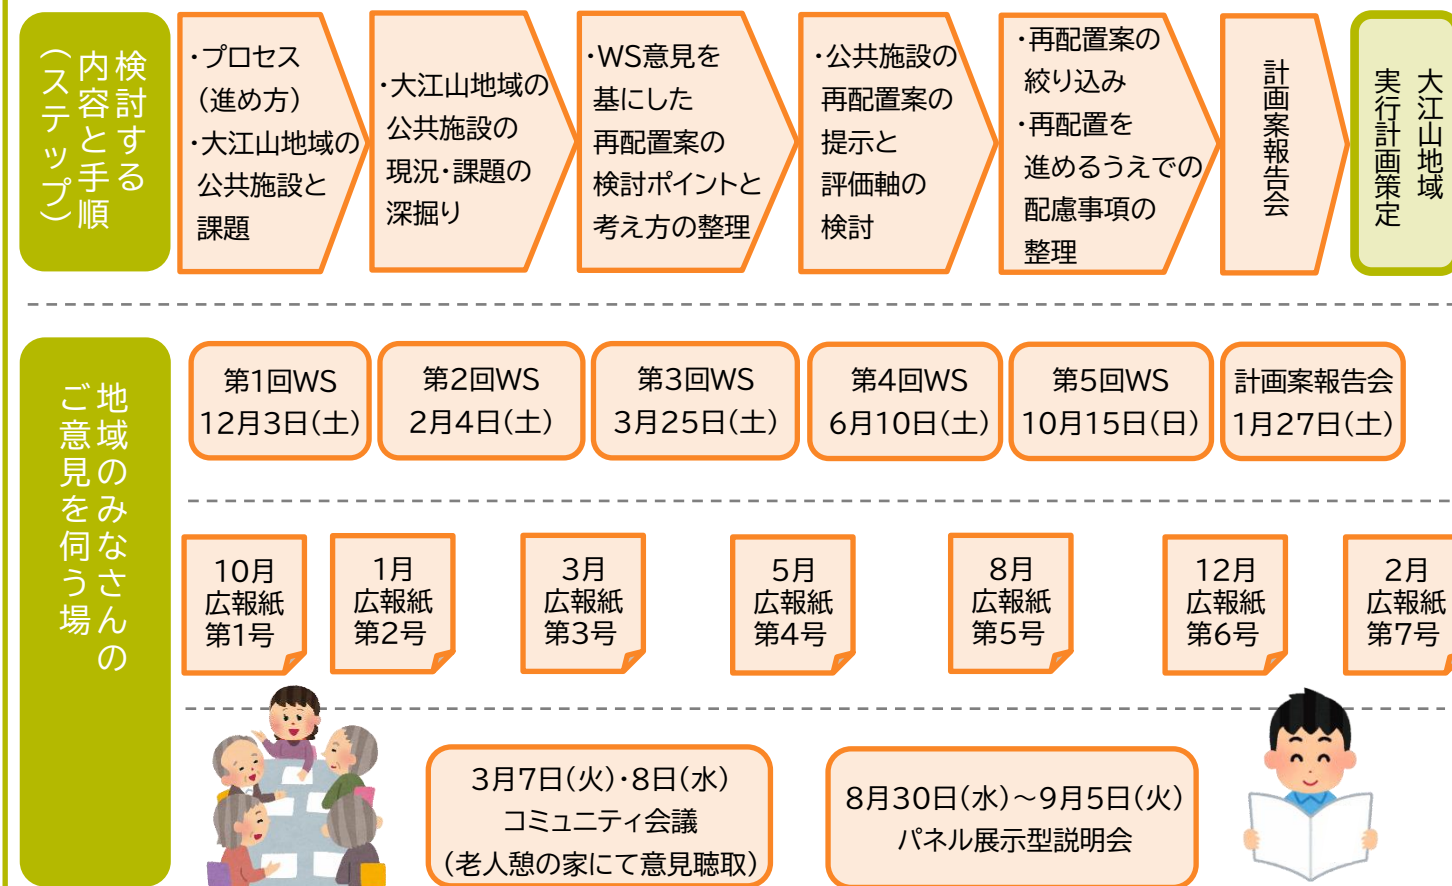 検討する
内容と手順
（ステップ）
・プロセス
（進め方）
・大江山地域の
公共施設と
課題
・大江山地域の
公共施設の
現況・課題の
深掘り
・WS意見を
基にした
再配置案の
検討ポイントと
考え方の整理
・公共施設の
再配置案の
提示と
評価軸の
検討
・再配置案の
絞り込み
・再配置を
進めるうえでの
配慮事項の
整理
計画案報告会
大江山地域
実行計画策定
地域のみなさんの
ご意見を伺う場
第1回WS
12月3日(土)
第2回WS
2月4日(土)
第3回WS
3月25日(土)
第4回WS
6月10日(土)
第5回WS
10月15日(日)
計画案報告会
1月27日(土)
10月
広報紙
第1号
1月
広報紙
第2号
3月
広報紙
第3号
5月
広報紙
第4号
8月
広報紙
第5号
12月
広報紙
第6号
2月
広報紙
第7号
3月7日(火)・8日(水)
コミュニティ会議
(老人憩の家にて意見聴取)
8月30日(水)～9月5日(火)
パネル展示型説明会